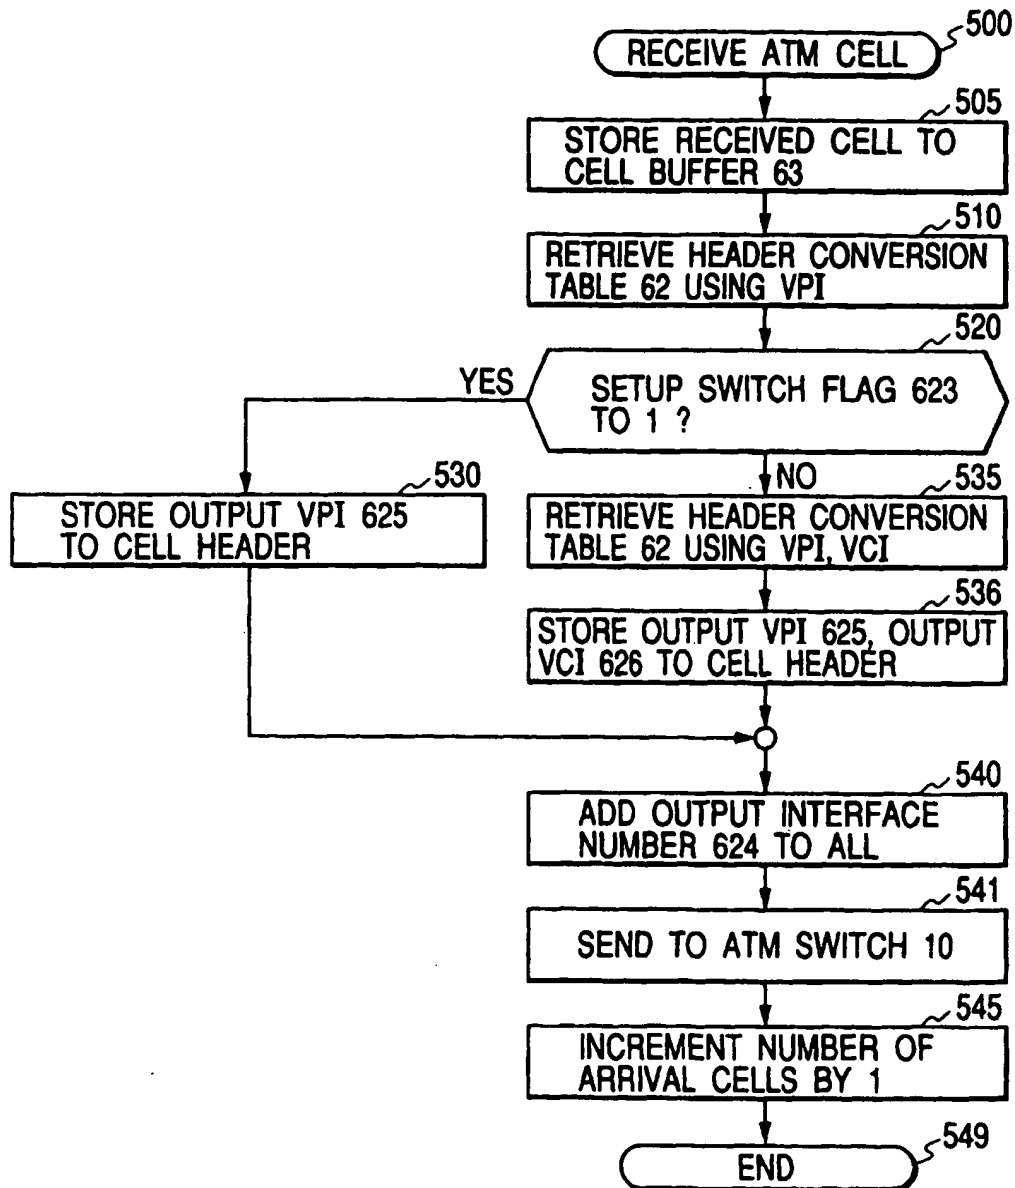 500
RECEIVE ATM CELL
505
STORE RECEIVED CELL TO
CELL BUFFER 63
510
RETRIEVE HEADER CONVERSION
TABLE 62 USING VPI
520
YES
SETUP SWITCH FLAG 623
TO 1 ?
NO
530
STORE OUTPUT VPI 625
TO CELL HEADER
535
RETRIEVE HEADER CONVERSION
TABLE 62 USING VPI, VCI
536
STORE OUTPUT VPI 625, OUTPUT
VCI 626 TO CELL HEADER
540
ADD OUTPUT INTERFACE
NUMBER 624 TO ALL
541
SEND TO ATM SWITCH 10
545
INCREMENT NUMBER OF
ARRIVAL CELLS BY 1
549
END